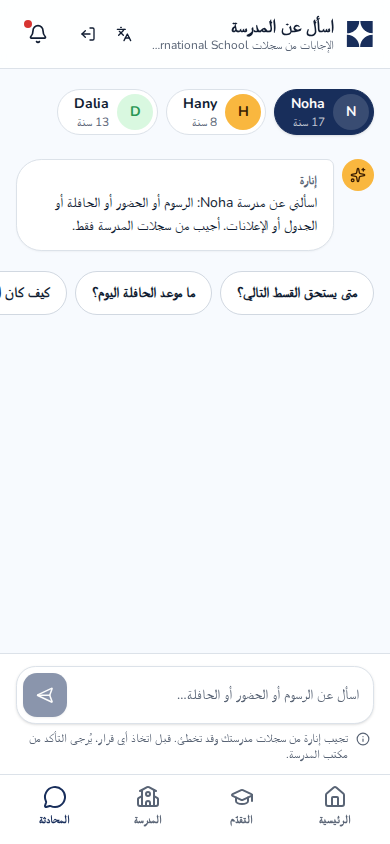 اسأل عن المدرسة
الإجابات من سجلات rnational School...
Noha
17 سنة
N
Hany
8 سنة
H
Dalia
13 سنة
D
إنارة
اسألني عن مدرسة Noha: الرسوم أو الحضور أو الحافلة أو
الجدول أو الإعلانات. أجيب من سجلات المدرسة فقط.
متى يستحق القسط التالي؟
ما موعد الحافلة اليوم؟
كيف كان
اسأل عن الرسوم أو الحضور أو الحافلة...
تجيب إنارة من سجلات مدرستك وقد تخطئ. قبل اتخاذ أي قرار، يُرجى التأكد من
مكتب المدرسة.
الرئيسية
التقدّم
المدرسة
المحادثة